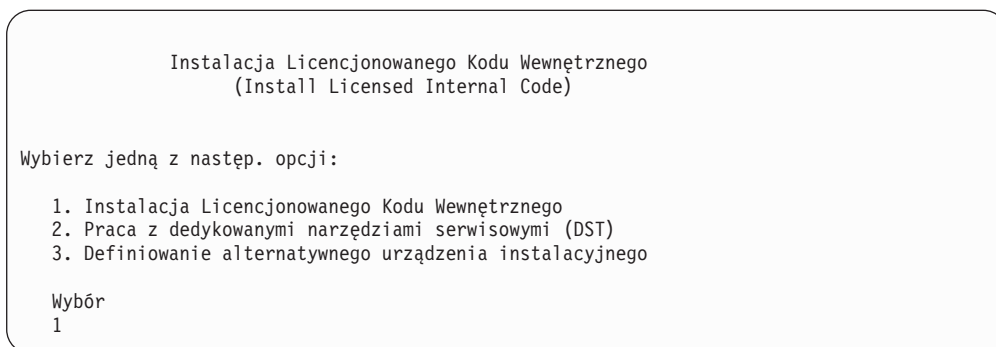 Instalacja Licencjonowanego Kodu Wewnętrznego
(Install Licensed Internal Code)
Wybierz jedną z następ. opcji:
1. Instalacja Licencjonowanego Kodu Wewnętrznego
2. Praca z dedykowanymi narzędziami serwisowymi (DST)
3. Definiowanie alternatywnego urządzenia instalacyjnego
Wybór
1